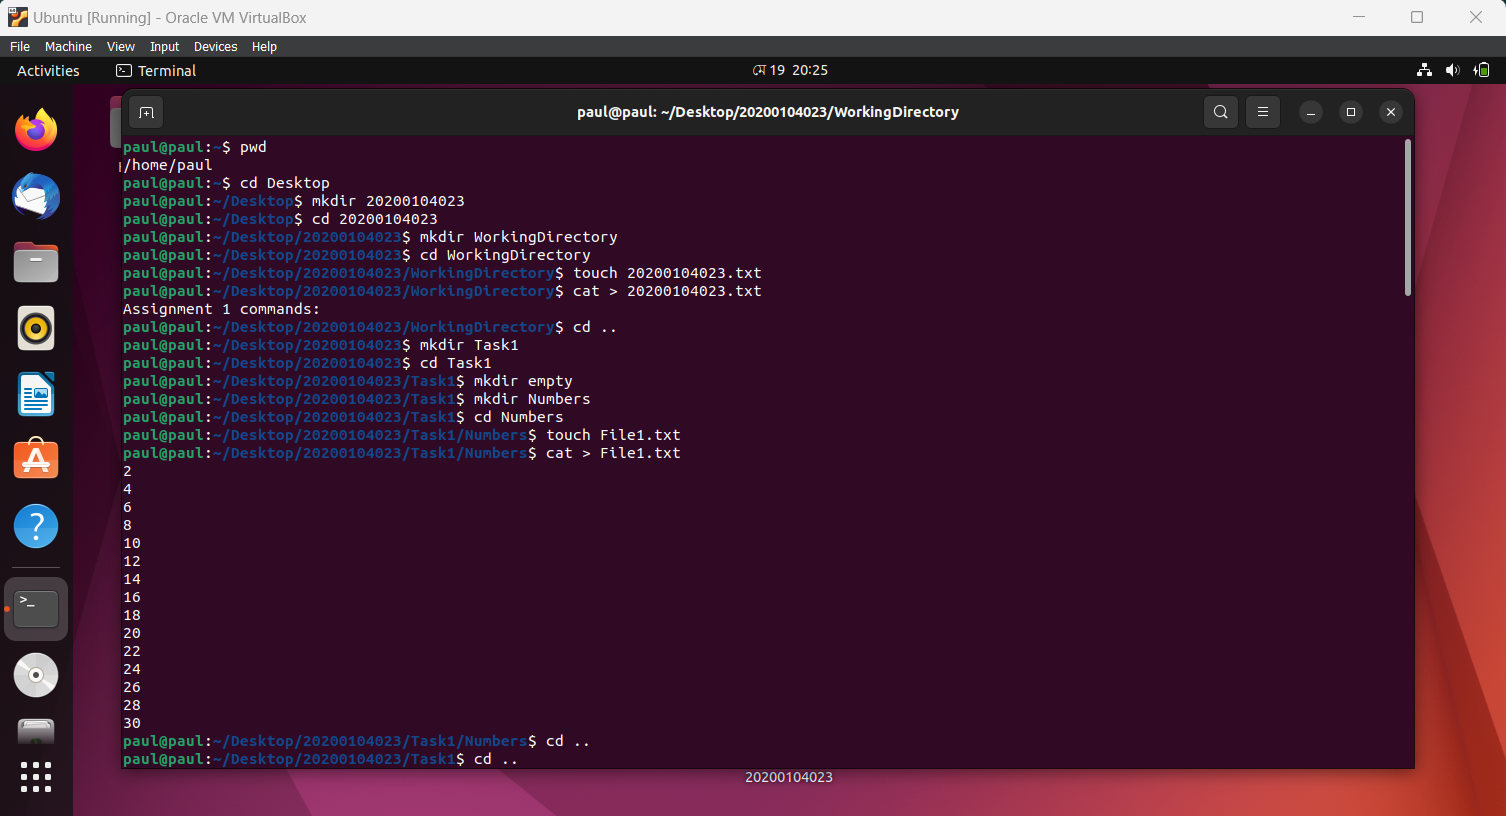 Ubuntu [Running] - Oracle VM VirtualBox
File Machine View Input Devices Help
Activities Terminal মে 19 20:25
paul@paul: ~/Desktop/20200104023/WorkingDirectory
paul@paul:~$ pwd
/home/paul
paul@paul:~$ cd Desktop
paul@paul:~/Desktop$ mkdir 20200104023
paul@paul:~/Desktop$ cd 20200104023
paul@paul:~/Desktop/20200104023$ mkdir WorkingDirectory
paul@paul:~/Desktop/20200104023$ cd WorkingDirectory
paul@paul:~/Desktop/20200104023/WorkingDirectory$ touch 20200104023.txt
paul@paul:~/Desktop/20200104023/WorkingDirectory$ cat > 20200104023.txt
Assignment 1 commands:
paul@paul:~/Desktop/20200104023/WorkingDirectory$ cd ..
paul@paul:~/Desktop/20200104023$ mkdir Task1
paul@paul:~/Desktop/20200104023$ cd Task1
paul@paul:~/Desktop/20200104023/Task1$ mkdir empty
paul@paul:~/Desktop/20200104023/Task1$ mkdir Numbers
paul@paul:~/Desktop/20200104023/Task1$ cd Numbers
paul@paul:~/Desktop/20200104023/Task1/Numbers$ touch File1.txt
paul@paul:~/Desktop/20200104023/Task1/Numbers$ cat > File1.txt
2
4
6
8
10
12
14
16
18
20
22
24
26
28
30
paul@paul:~/Desktop/20200104023/Task1/Numbers$ cd ..
paul@paul:~/Desktop/20200104023/Task1$ cd ..
20200104023